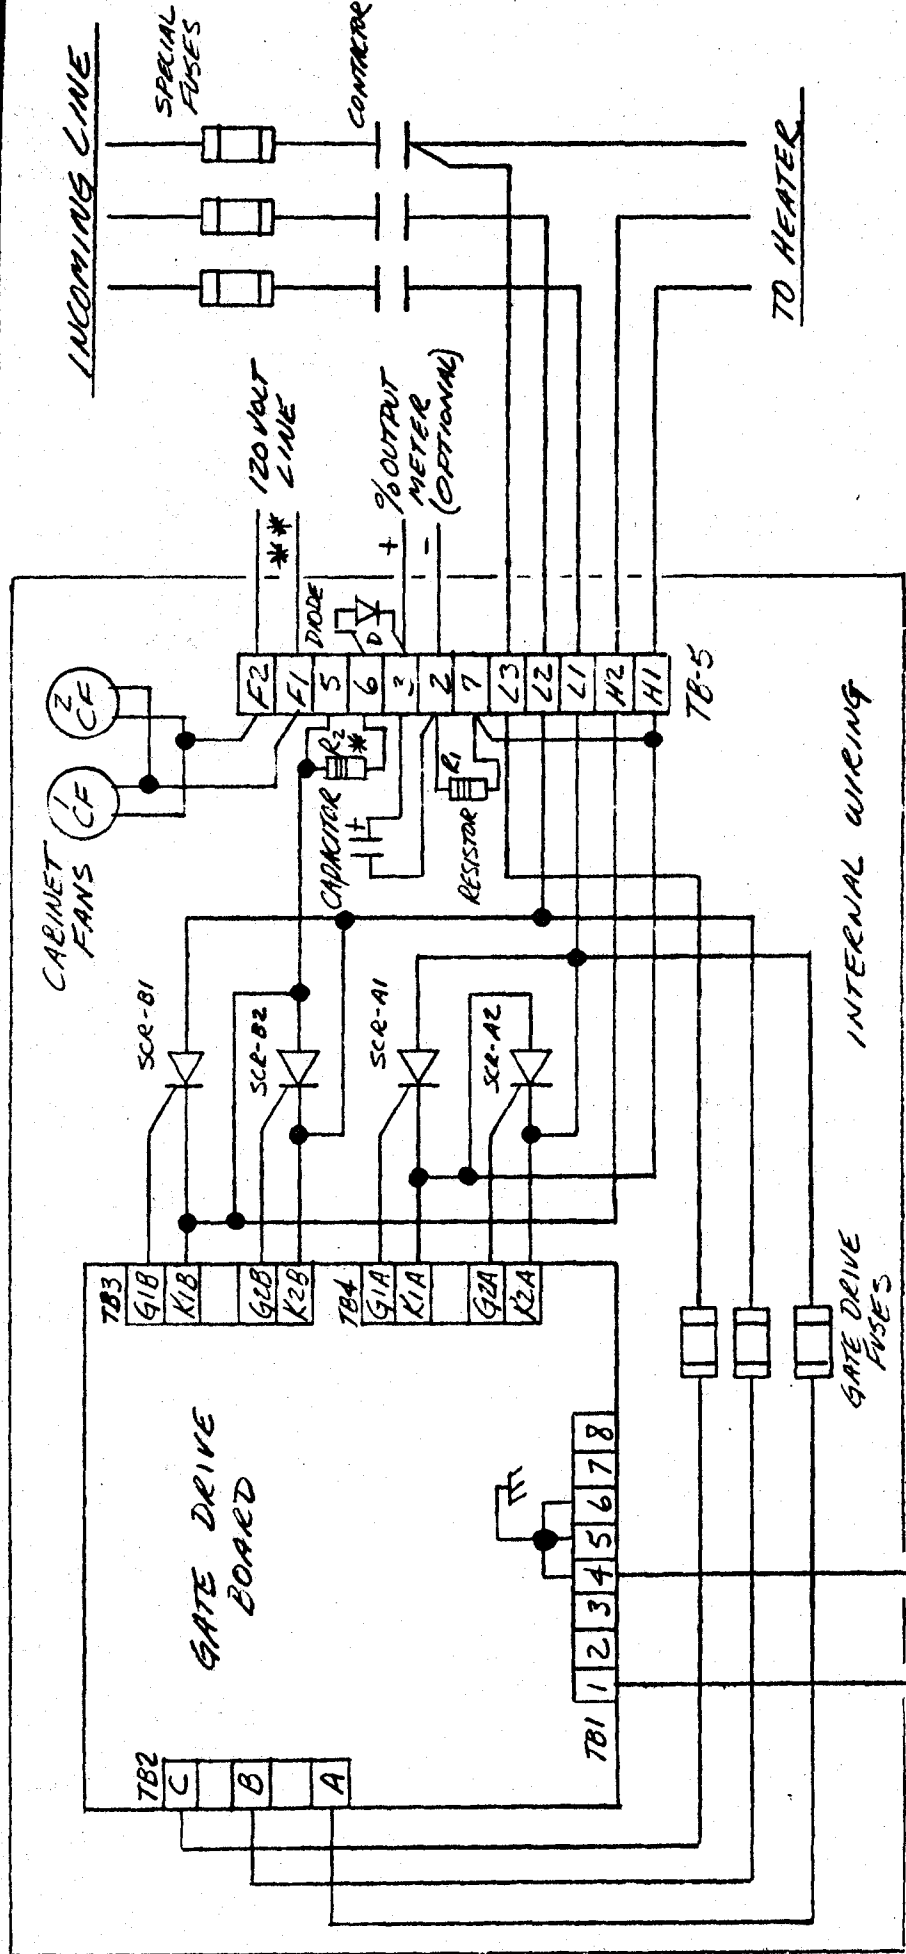 INCOMING LINE
SPECIAL
FUSES
CONTACTOR
TO HEATER
120 VOLT
** LINE
+ % OUTPUT
METER
- (OPTIONAL)
CABINET
FANS
1
CF
2
CF
DIODE
D
F2
F1
5
6
3
2
7
L3
L2
L1
H2
H1
TB-5
R2
*
CAPACITOR
+
R1
RESISTOR
SCR-B1
SCR-B2
SCR-A1
SCR-A2
INTERNAL WIRING
TB3
G1B
K1B
G2B
K2B
TB4
G1A
K1A
G2A
K2A
GATE DRIVE
BOARD
GATE DRIVE
FUSES
TB1
1 2 3 4 5 6 7 8
TB2
C
B
A